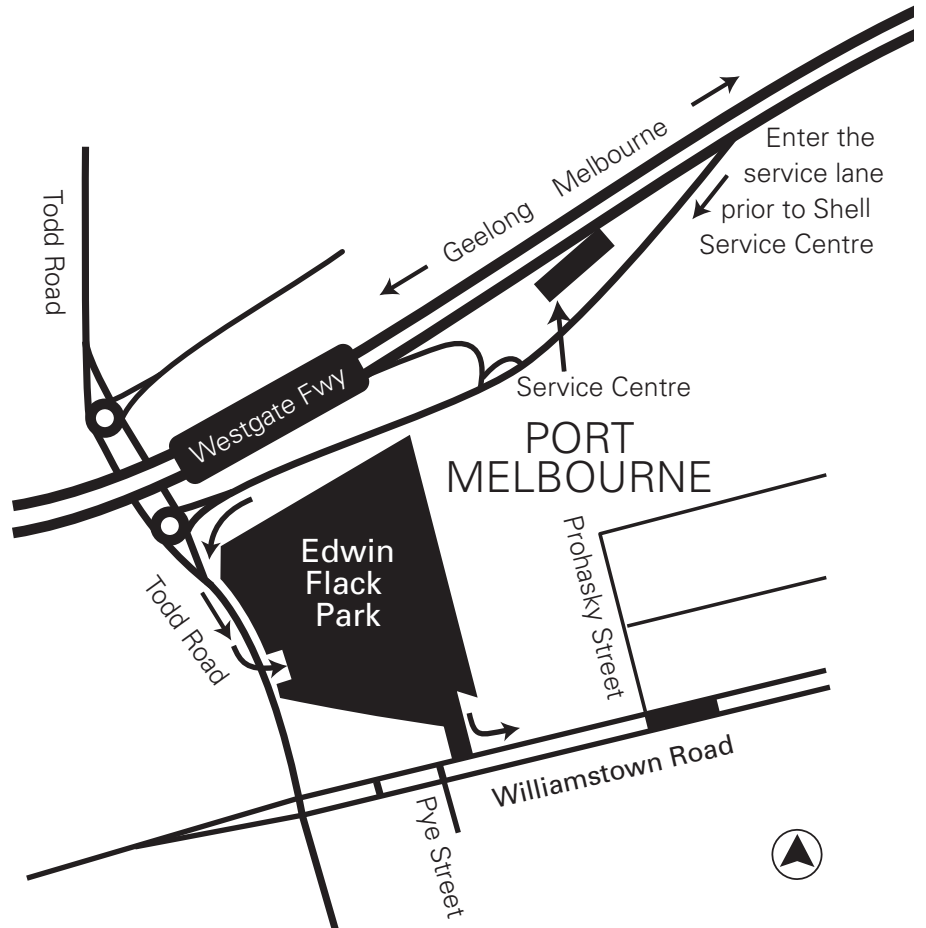 Melbourne
Geelong
Enter the
service lane
prior to Shell
Service Centre
Todd Road
Westgate Fwy
Service Centre
PORT
MELBOURNE
Edwin
Flack
Park
Prohasky Street
Todd Road
Williamstown Road
Pye Street